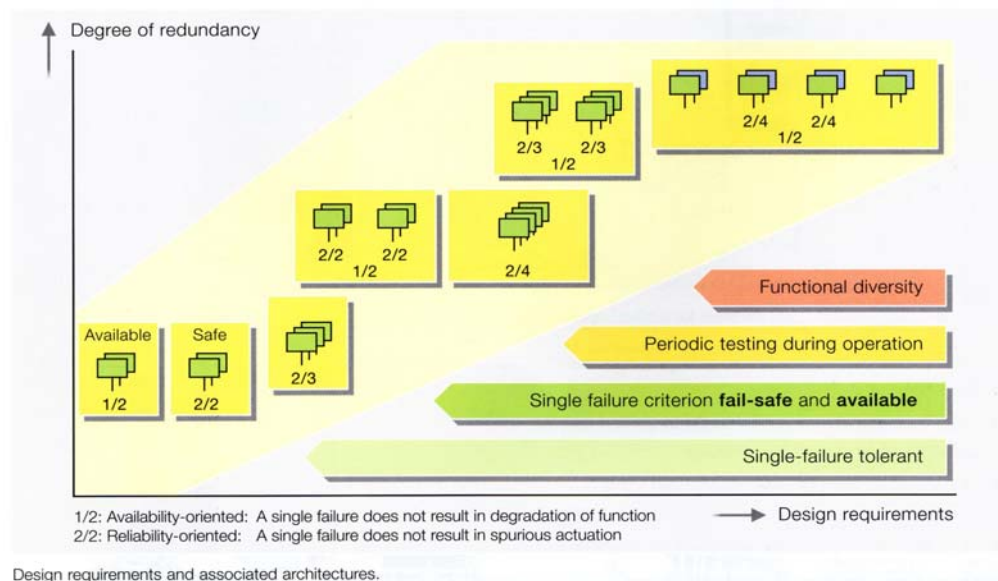 Degree of redundancy
2/4 2/4
1/2
2/3 2/3
1/2
2/2 2/2
1/2
2/4
Functional diversity
Available
1/2
Safe
2/2
2/3
Periodic testing during operation
Single failure criterion fail-safe and available
Single-failure tolerant
1/2: Availability-oriented: A single failure does not result in degradation of function
2/2: Reliability-oriented: A single failure does not result in spurious actuation
Design requirements
Design requirements and associated architectures.